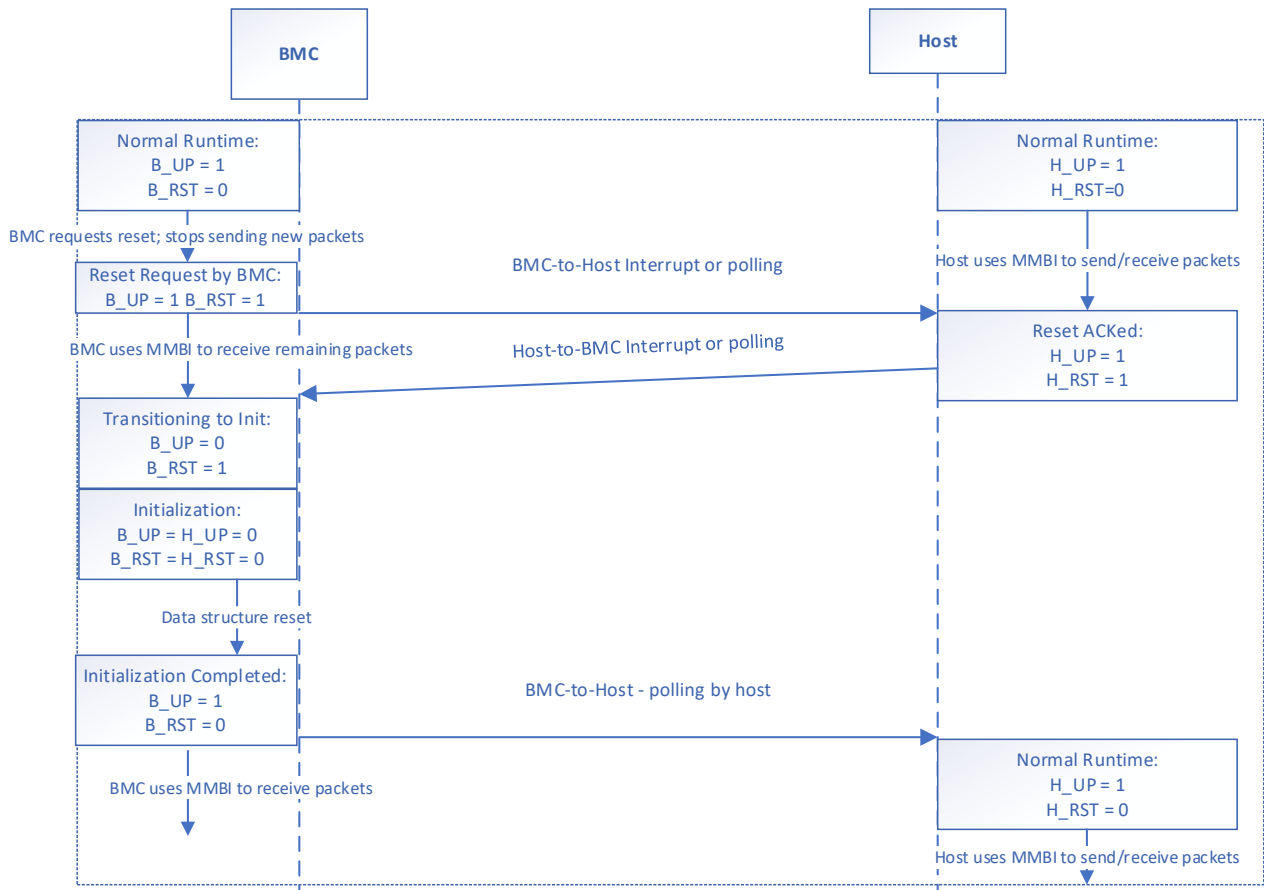 BMC
Host
Normal Runtime:
B_UP = 1
B_RST = 0
Normal Runtime:
H_UP = 1
H_RST=0
BMC requests reset; stops sending new packets
BMC-to-Host Interrupt or polling
Host uses MMBI to send/receive packets
Reset Request by BMC:
B_UP = 1 B_RST = 1
Reset ACKed:
H_UP = 1
H_RST = 1
BMC uses MMBI to receive remaining packets
Host-to-BMC Interrupt or polling
Transitioning to Init:
B_UP = 0
B_RST = 1
Initialization:
B_UP = H_UP = 0
B_RST = H_RST = 0
Data structure reset
Initialization Completed:
B_UP = 1
B_RST = 0
BMC-to-Host - polling by host
Normal Runtime:
H_UP = 1
H_RST = 0
BMC uses MMBI to receive packets
Host uses MMBI to send/receive packets